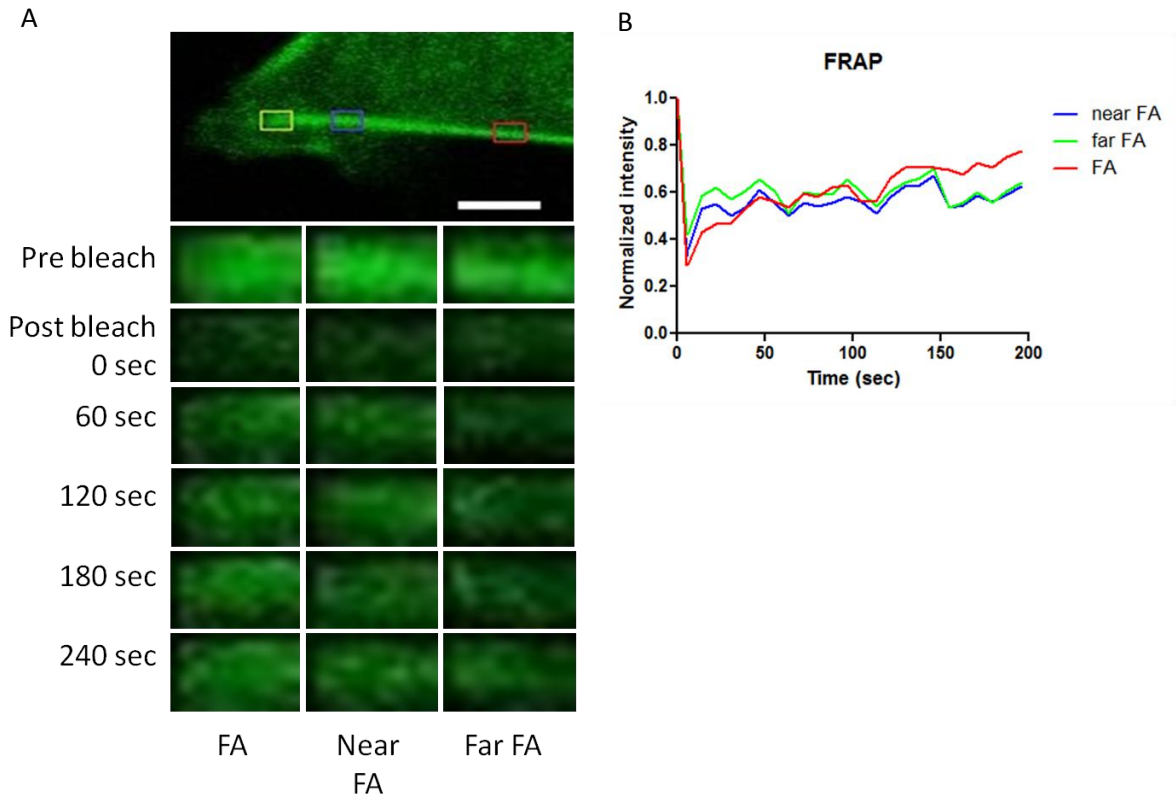 A
Pre bleach
Post bleach
0 sec
60 sec
120 sec
180 sec
240 sec
FA
Near
FA
Far FA
B
FRAP
near FA
far FA
FA
Normalized intensity
1.0
0.8
0.6
0.4
0.2
0.0
0
50
100
150
200
Time (sec)